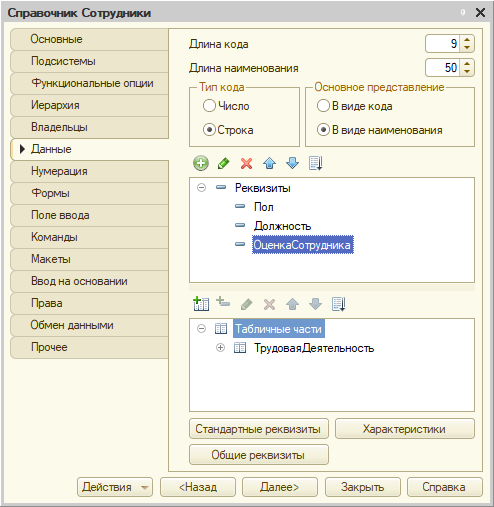 Справочник Сотрудники
Основные
Подсистемы
Функциональные опции
Иерархия
Владельцы
Данные
Нумерация
Формы
Поле ввода
Команды
Макеты
Ввод на основании
Права
Обмен данными
Прочее
Длина кода 9
Длина наименования 50
Тип кода
Число
Строка
Основное представление
В виде кода
В виде наименования
Реквизиты
Пол
Должность
ОценкаСотрудника
Табличные части
ТрудоваяДеятельность
Стандартные реквизиты Характеристики
Общие реквизиты
Действия <Назад Далее> Закрыть Справка